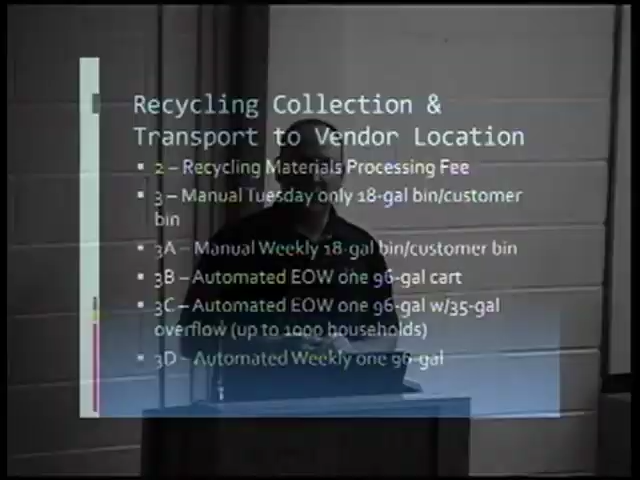 Recycling Collection &
Transport to Vendor Location
▪ 2 – Recycling Materials Processing Fee
▪ 3 – Manual Tuesday only 18-gal bin/customer
bin
▪ 3A – Manual Weekly 18-gal bin/customer bin
▪ 3B – Automated EOW one 96-gal cart
▪ 3C – Automated EOW one 96-gal w/35-gal
overflow (up to 1000 households)
▪ 3D – Automated Weekly one 96-gal